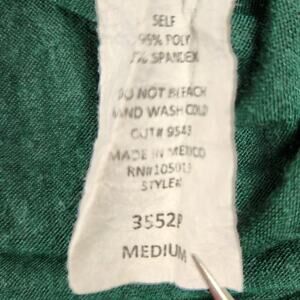 SELF
95% POLY
5% SPANDEX
DO NOT BLEACH
HAND WASH COLD
CUT# 9543
MADE IN MEXICO
RN#105013
STYLE#
3552P
MEDIUM